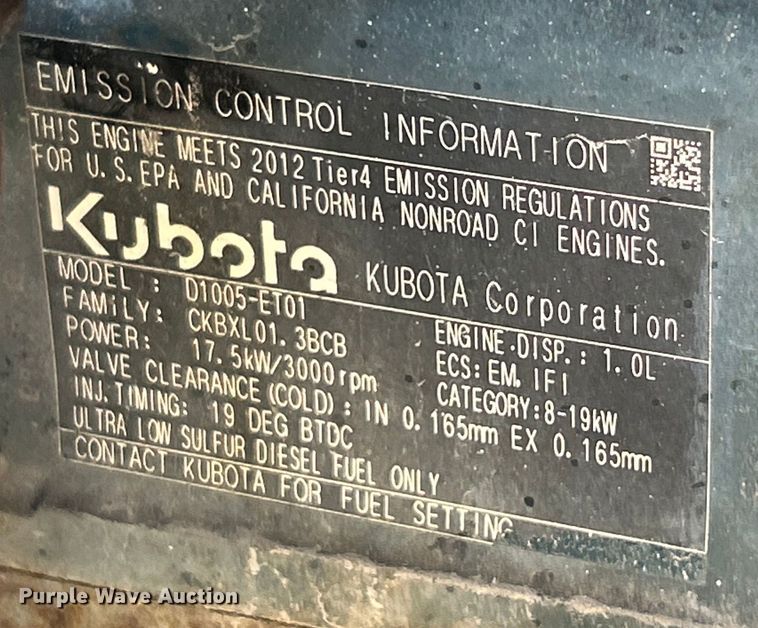 EMISSION CONTROL INFORMATION
THIS ENGINE MEETS 2012 Tier4 EMISSION REGULATIONS
FOR U.S.EPA AND CALIFORNIA NONROAD CI ENGINES.
Kubota KUBOTA Corporation
MODEL : D1005-ET01 ENGINE.DISP.: 1.0L
FAMiLY: CKBXL01.3BCB ECS:EM,IFI
POWER: 17.5kW/3000rpm CATEGORY:8-19kW
VALVE CLEARANCE(COLD): IN 0.165mm EX 0.165mm
INJ.TIMING: 19 DEG BTDC
ULTRA LOW SULFUR DIESEL FUEL ONLY
CONTACT KUBOTA FOR FUEL SETTING
Purple Wave Auction